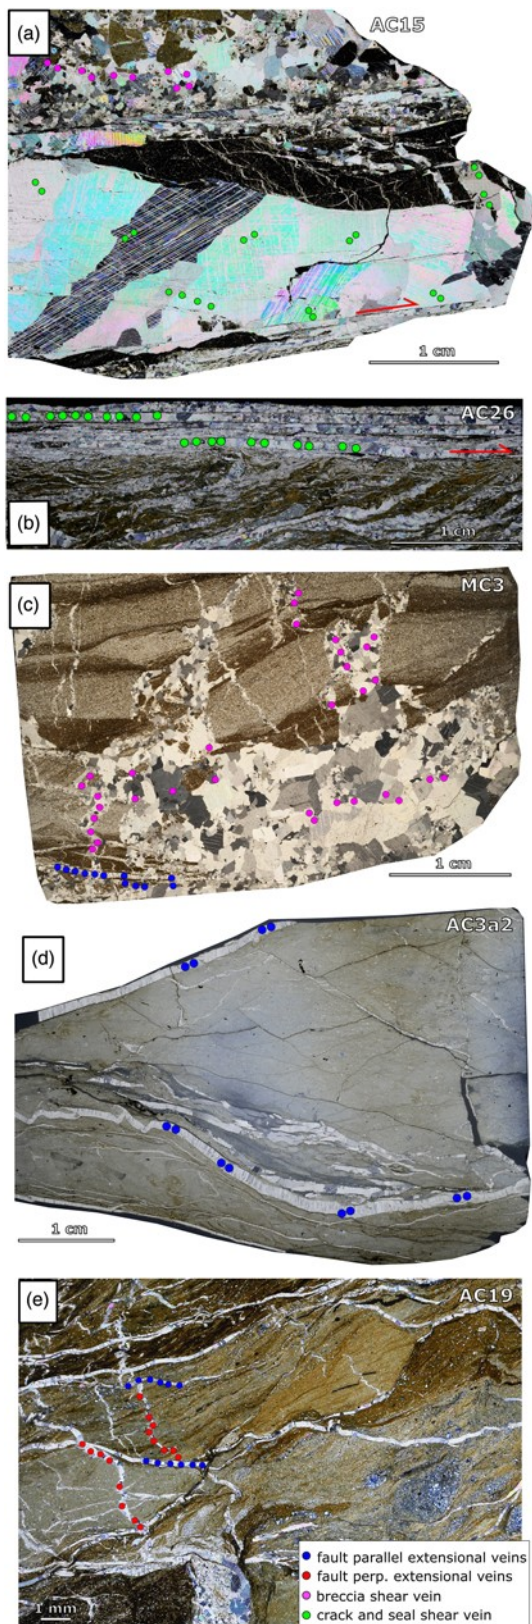 (a)
AC15
1 cm
AC26
(b)
1 cm
(c)
MC3
1 cm
(d)
AC3a2
1 cm
(e)
AC19
fault parallel extensional veins
fault perp. extensional veins
breccia shear vein
crack and seal shear vein
1 mm